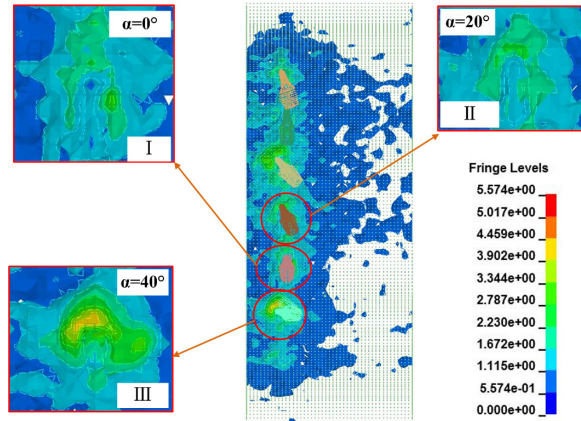 α=0°
Ⅰ
α=20°
Ⅱ
α=40°
Ⅲ
Fringe Levels
5.574e+00
5.017e+00
4.459e+00
3.902e+00
3.344e+00
2.787e+00
2.230e+00
1.672e+00
1.115e+00
5.574e-01
0.000e+00